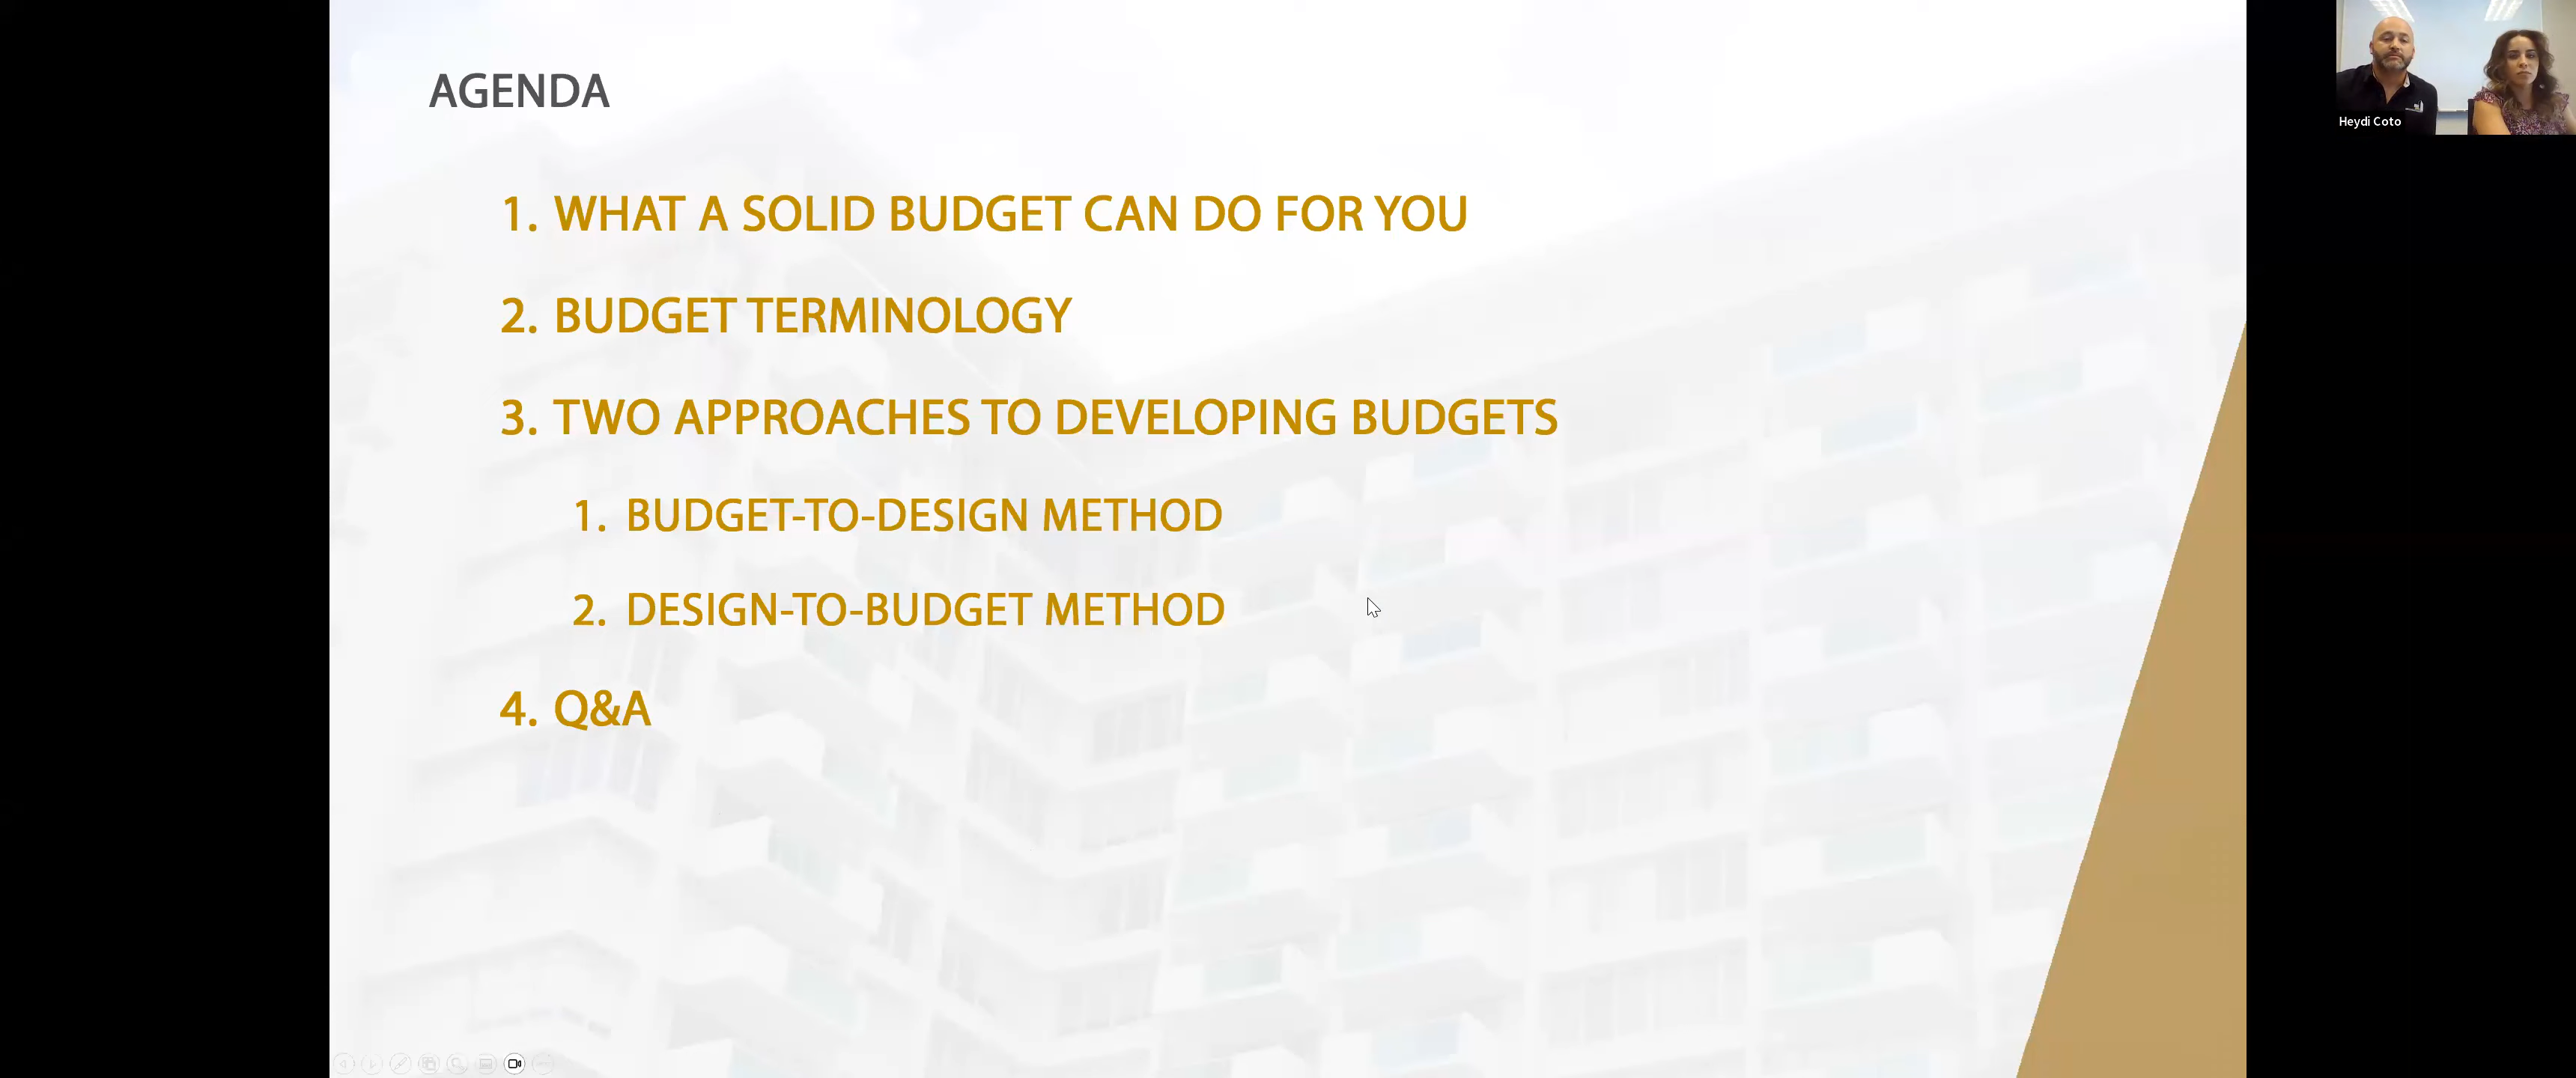 AGENDA
1. WHAT A SOLID BUDGET CAN DO FOR YOU
2. BUDGET TERMINOLOGY
3. TWO APPROACHES TO DEVELOPING BUDGETS
1. BUDGET-TO-DESIGN METHOD
2. DESIGN-TO-BUDGET METHOD
4. Q&A
Heydi Coto